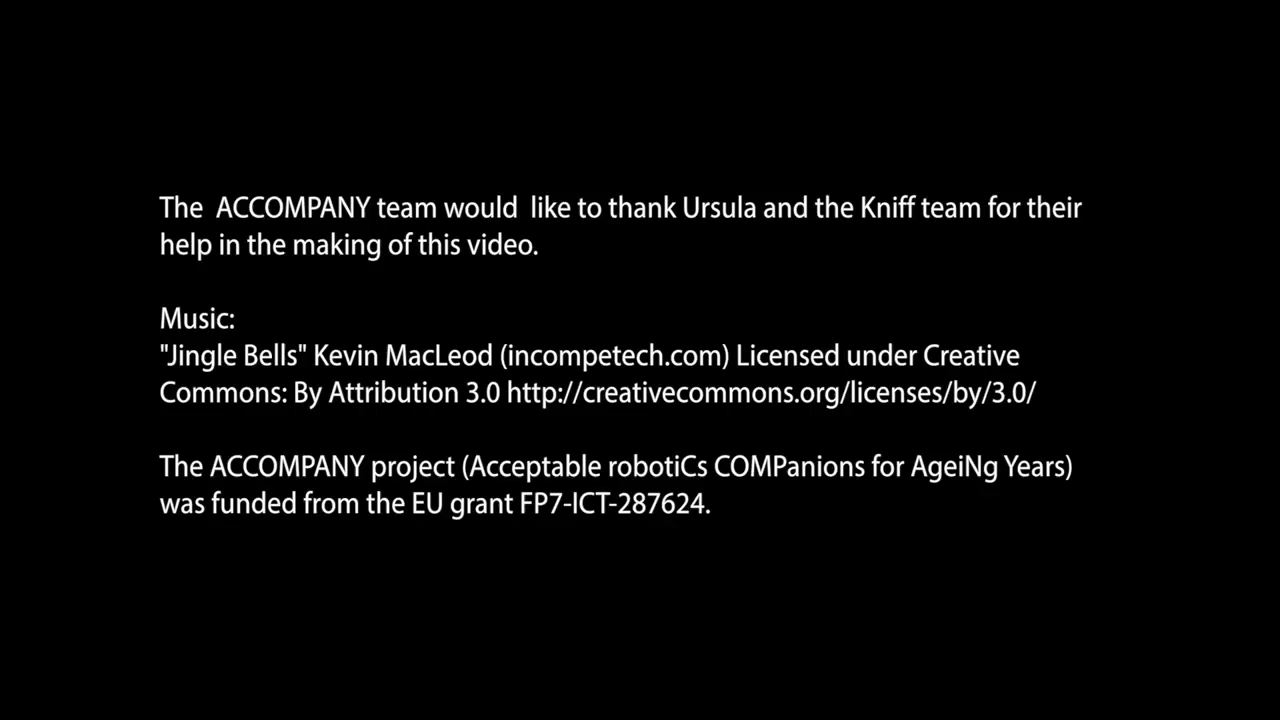 The  ACCOMPANY team would  like to thank Ursula and the Kniff team for their
help in the making of this video.
Music:
"Jingle Bells" Kevin MacLeod (incompetech.com) Licensed under Creative
Commons: By Attribution 3.0 http://creativecommons.org/licenses/by/3.0/
The ACCOMPANY project (Acceptable robotiCs COMPanions for AgeiNg Years)
was funded from the EU grant FP7-ICT-287624.